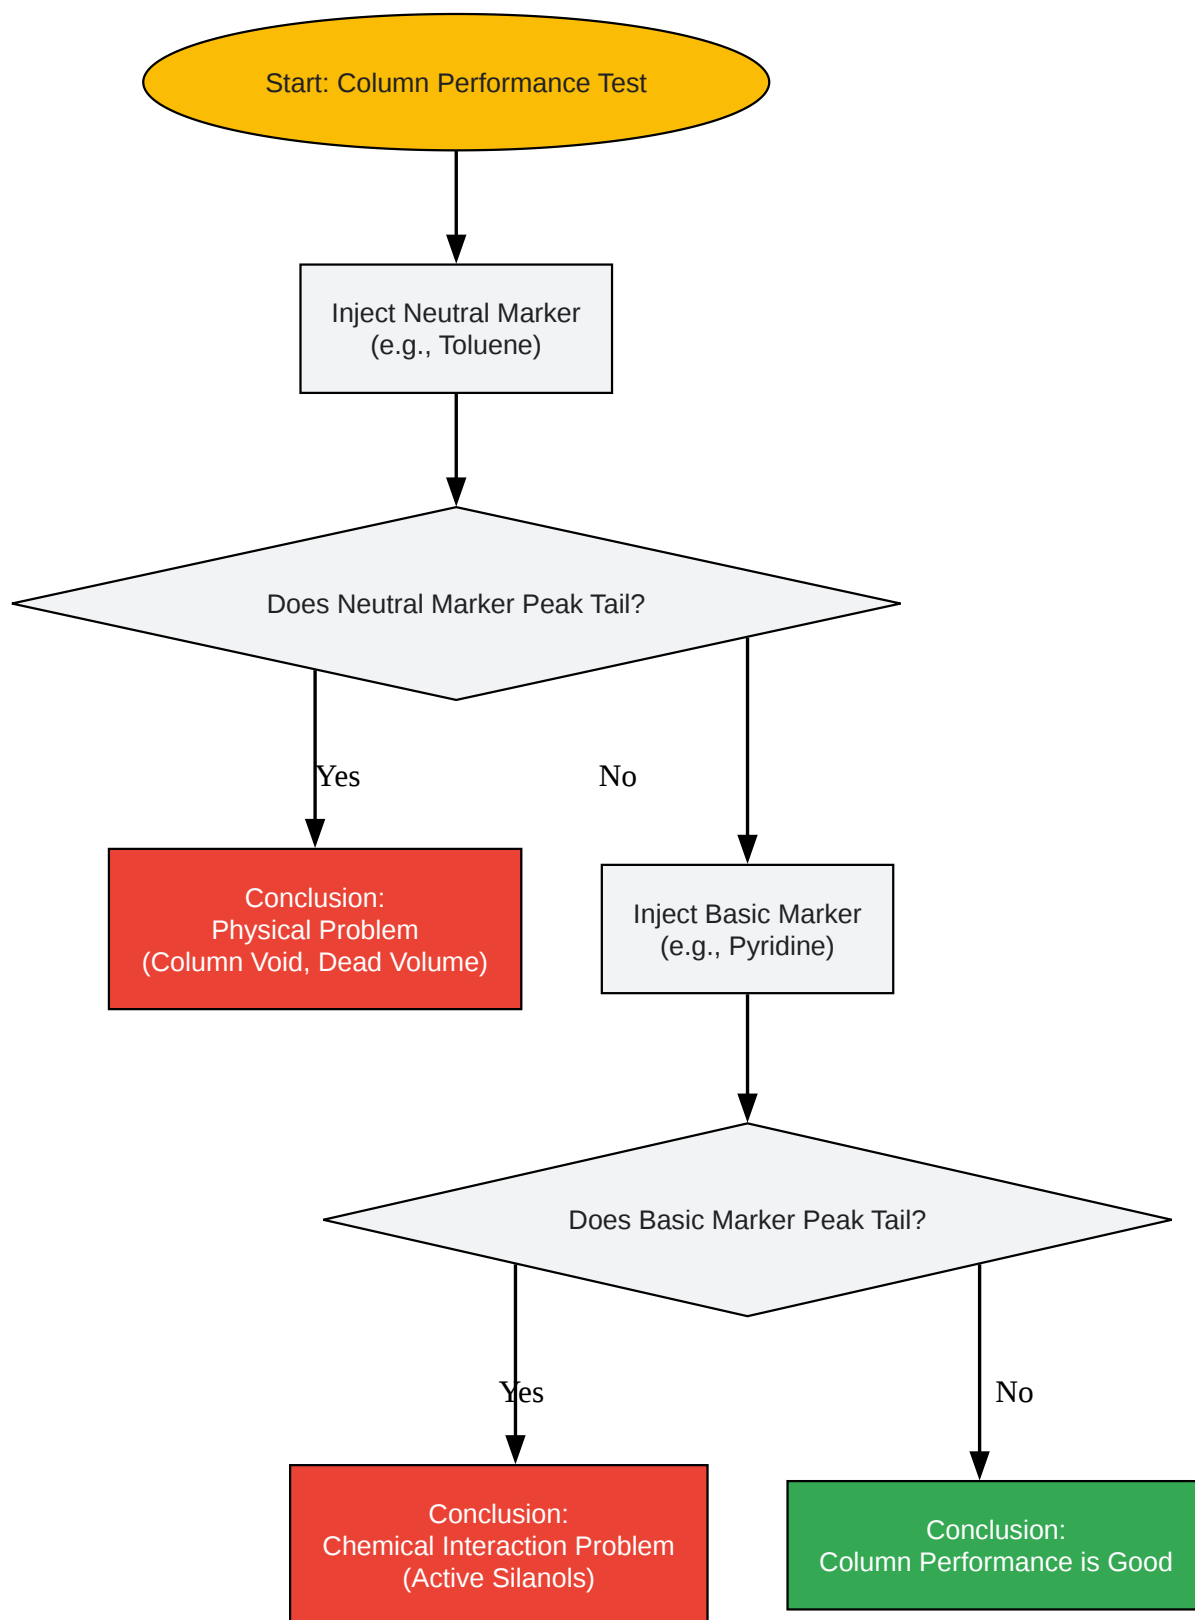 Start: Column Performance Test
Inject Neutral Marker
(e.g., Toluene)
Does Neutral Marker Peak Tail?
Yes
No
Conclusion:
Physical Problem
(Column Void, Dead Volume)
Inject Basic Marker
(e.g., Pyridine)
Does Basic Marker Peak Tail?
Yes
No
Conclusion:
Chemical Interaction Problem
(Active Silanols)
Conclusion:
Column Performance is Good